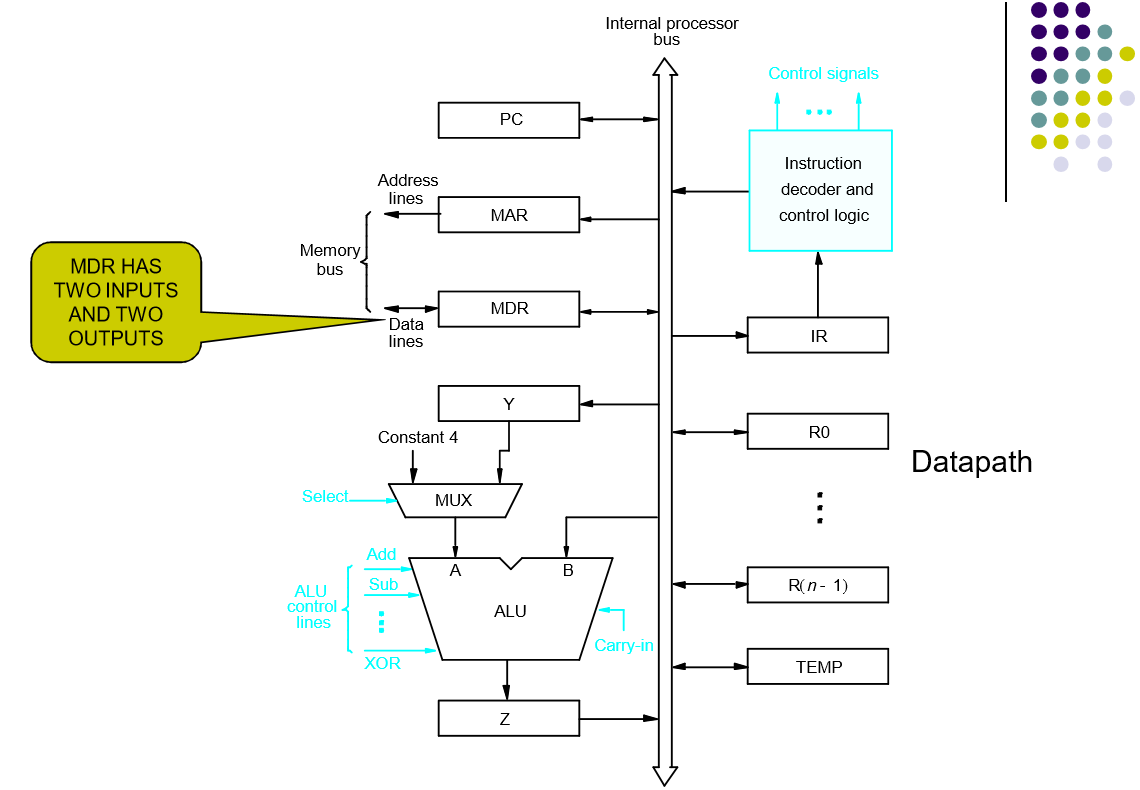 Internal processor
bus
Control signals
PC
Instruction
decoder and
control logic
Address
lines
MAR
Memory
bus
MDR HAS
TWO INPUTS
AND TWO
OUTPUTS
MDR
Data
lines
IR
Y
Constant 4
R0
Datapath
Select
MUX
Add
A
B
Sub
ALU
control
lines
ALU
R(n - 1)
Carry-in
XOR
TEMP
Z